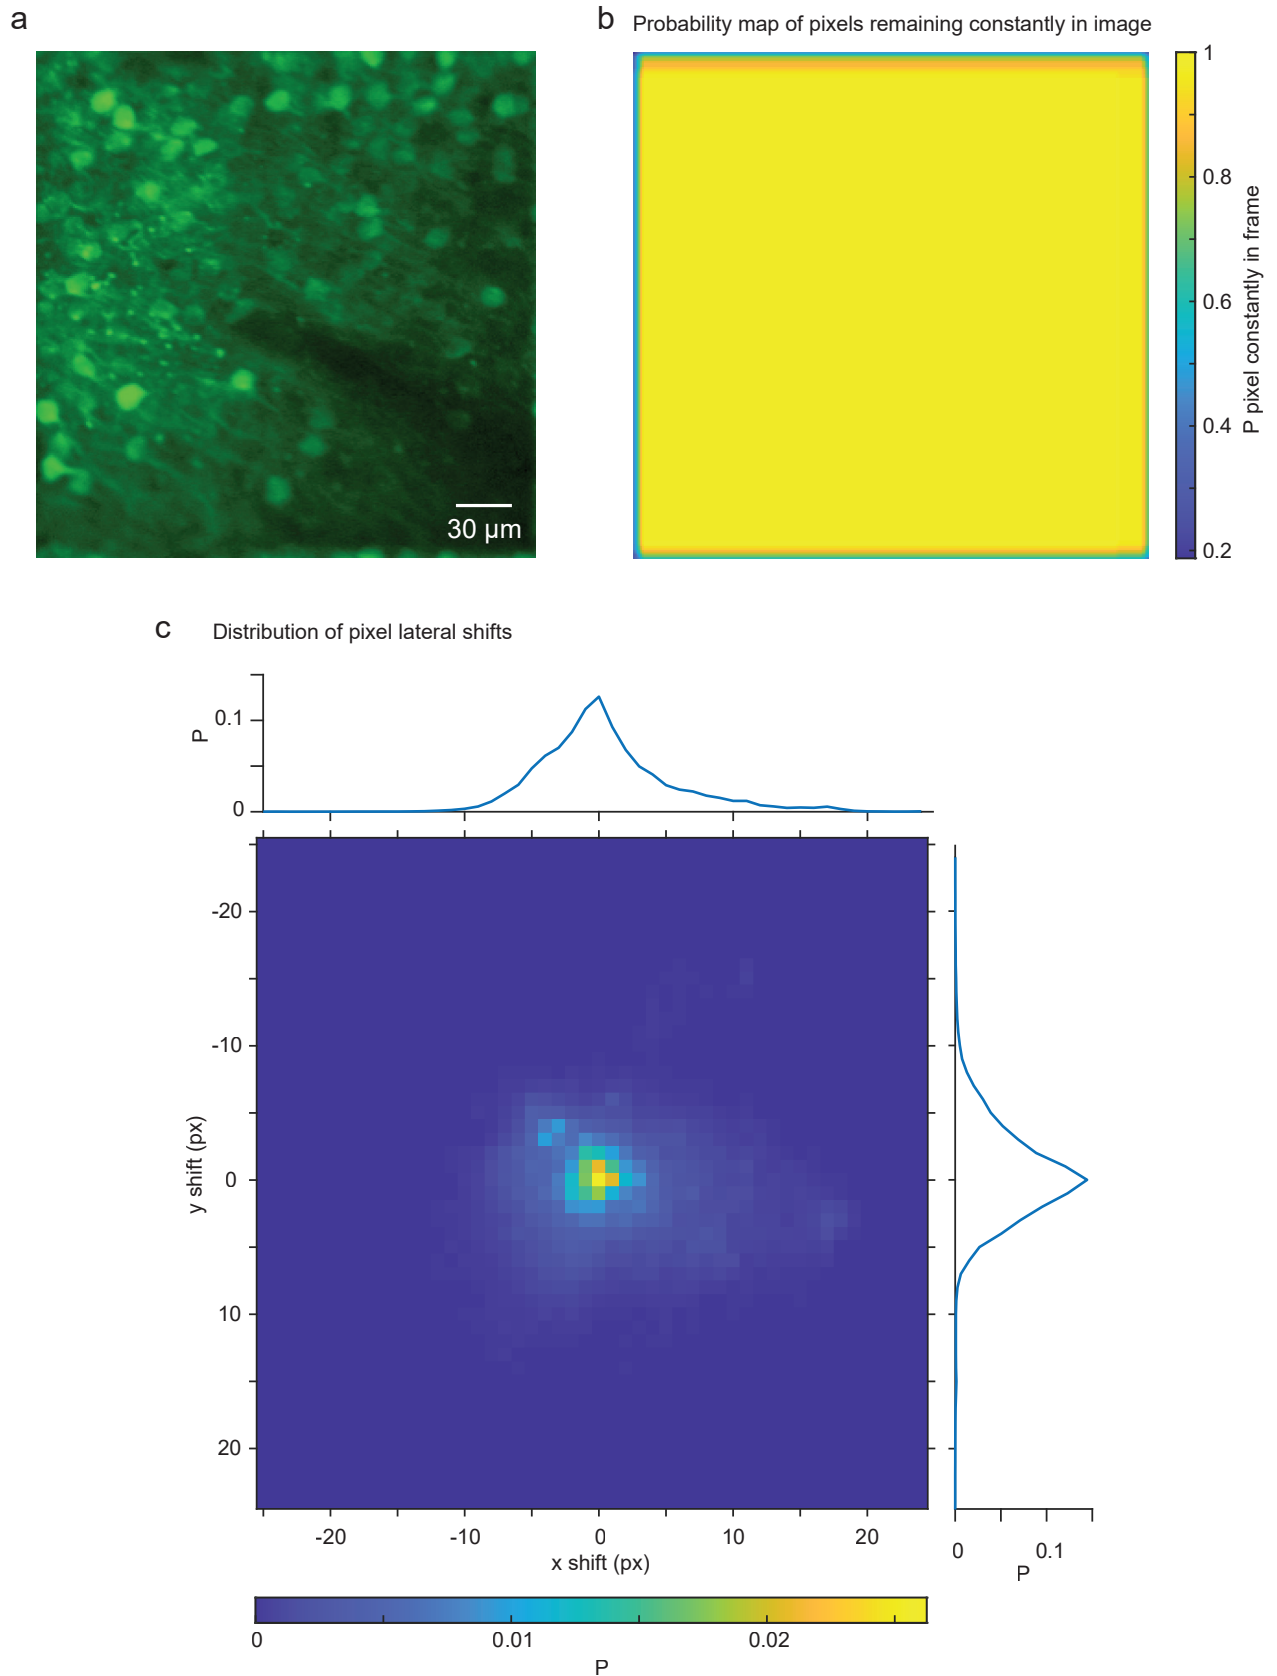 a
b
Probability map of pixels remaining constantly in image
30 µm
1
0.8
0.6
0.4
0.2
P pixel constantly in frame
c
Distribution of pixel lateral shifts
P
0.1
0
-20
-10
0
10
20
y shift (px)
-20
-10
0
10
20
x shift (px)
0
0.1
P
0
0.01
0.02
P